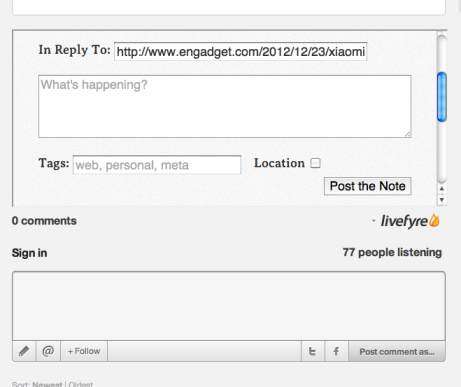 In Reply To: http://www.engadget.com/2012/12/23/xiaomi
What's happening?
Tags: web, personal, meta Location
Post the Note
0 comments - livefyre
Sign in 77 people listening
@ + Follow t f Post comment as...
Sort: Newest | Oldest